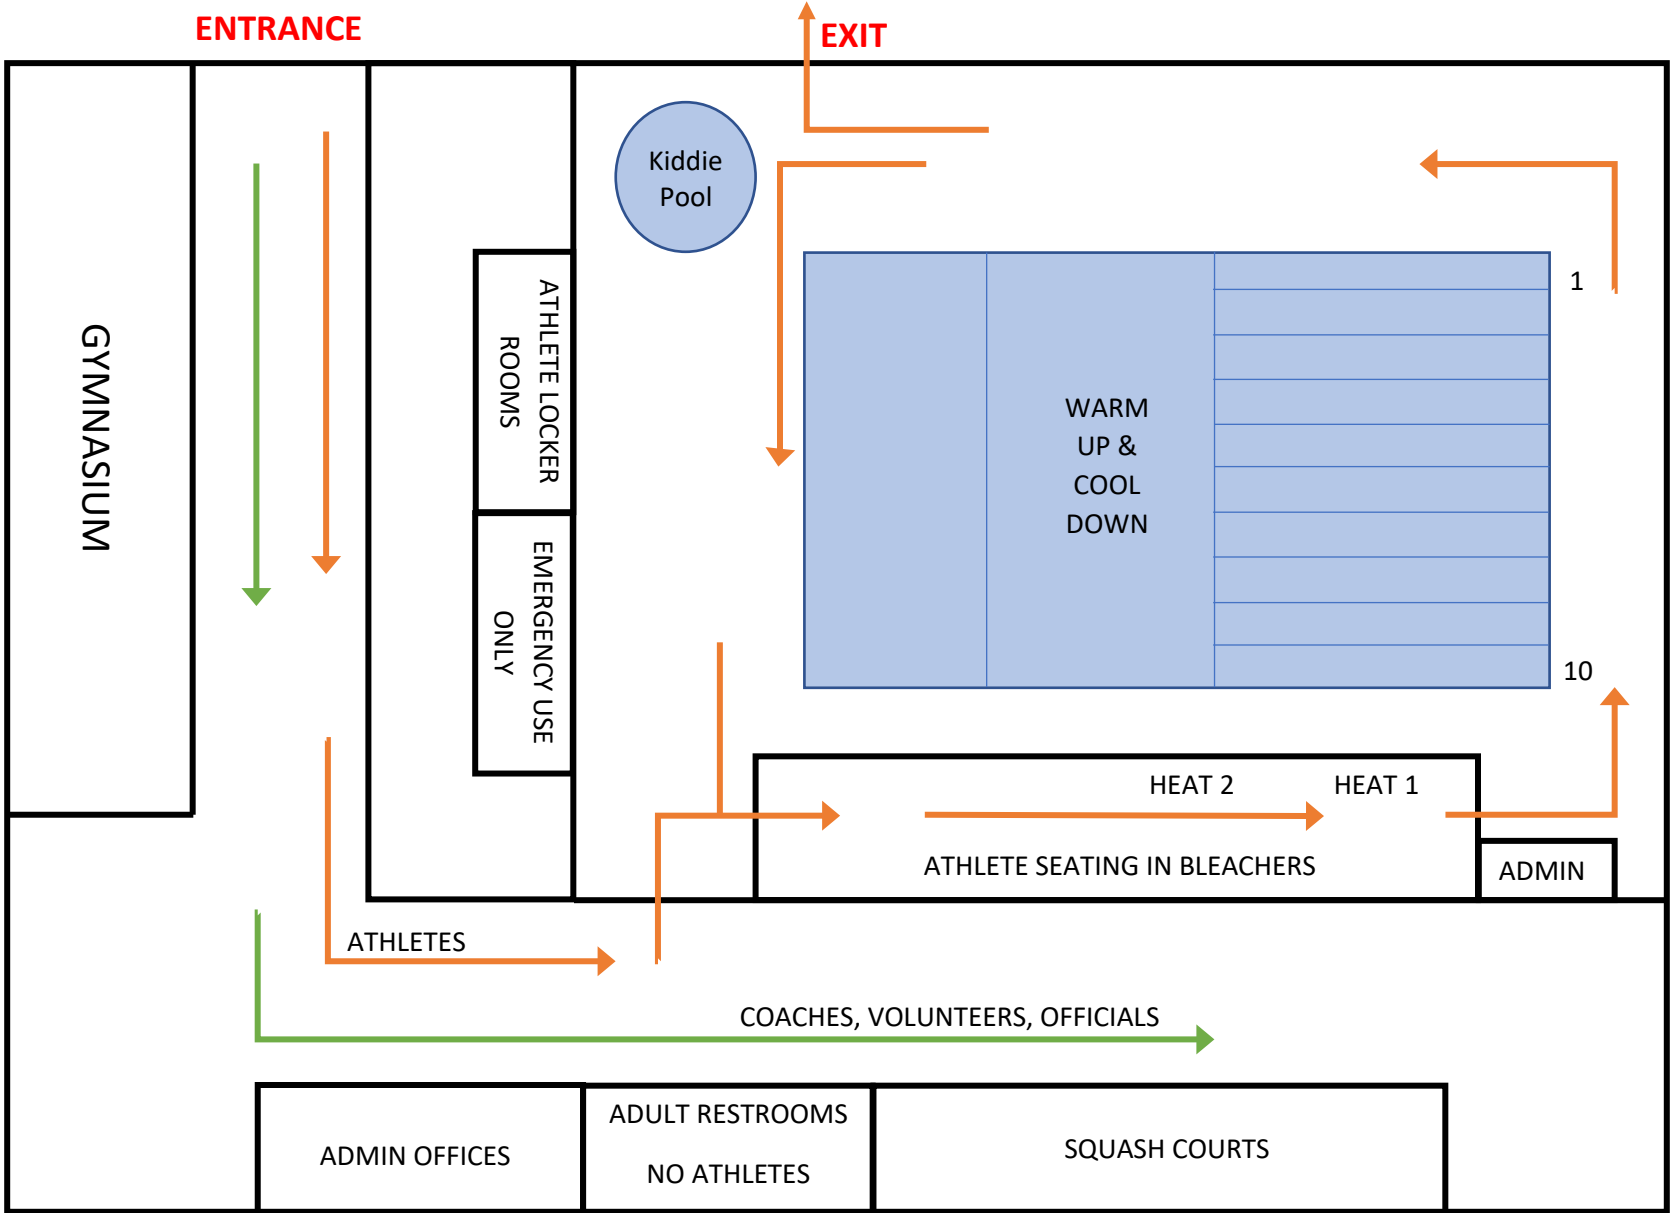 ENTRANCE
EXIT
Kiddie
Pool
1
GYMNASIUM
ATHLETE LOCKER
ROOMS
WARM
UP &
COOL
DOWN
EMERGENCY USE
ONLY
10
HEAT 2
HEAT 1
ATHLETE SEATING IN BLEACHERS
ADMIN
ATHLETES
COACHES, VOLUNTEERS, OFFICIALS
ADMIN OFFICES
ADULT RESTROOMS
NO ATHLETES
SQUASH COURTS